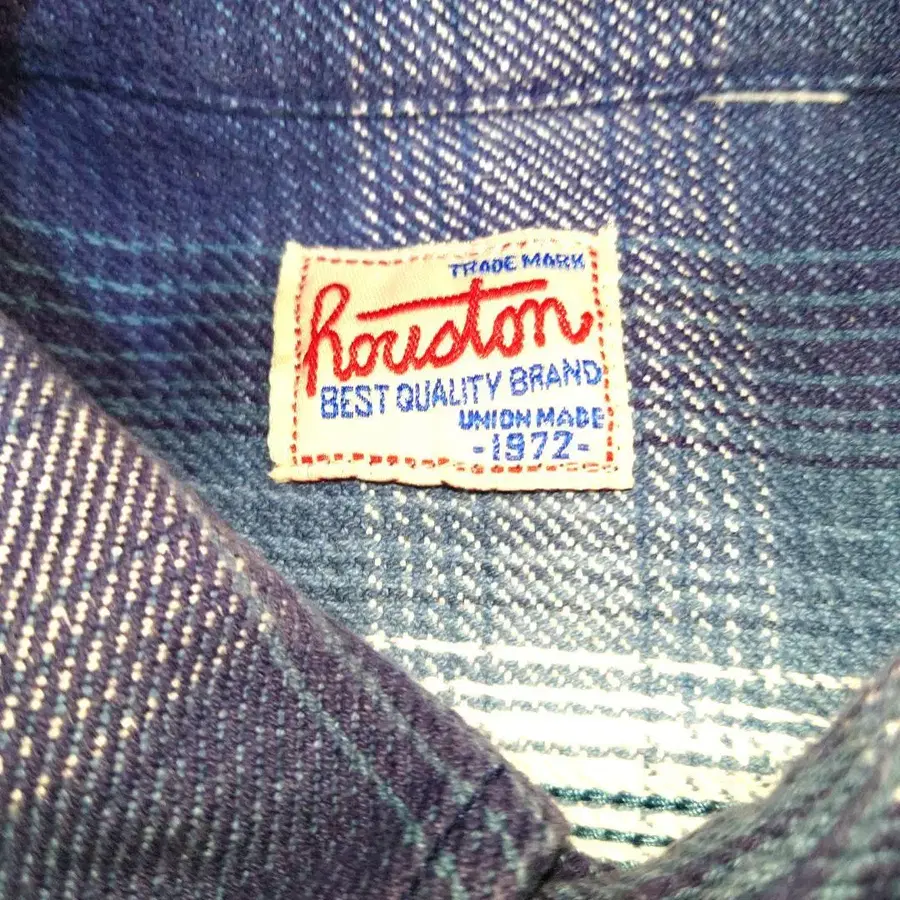 TRADE MARK
houston
BEST QUALITY BRAND
UNION MADE
-1972-